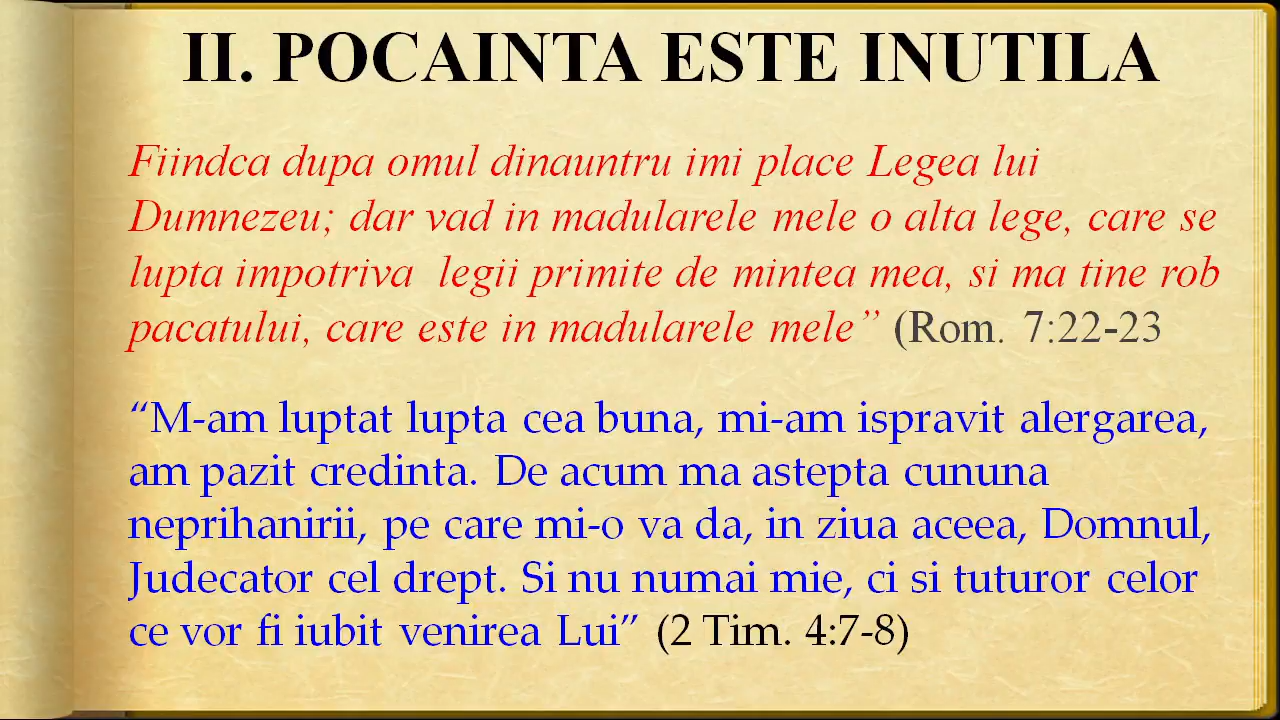 II. POCAINTA ESTE INUTILA
Fiindca dupa omul dinauntru imi place Legea lui
Dumnezeu; dar vad in madularele mele o alta lege, care se
lupta impotriva  legii primite de mintea mea, si ma tine rob
pacatului, care este in madularele mele” (Rom. 7:22-23
“M-am luptat lupta cea buna, mi-am ispravit alergarea,
am pazit credinta. De acum ma astepta cununa
neprihanirii, pe care mi-o va da, in ziua aceea, Domnul,
Judecator cel drept. Si nu numai mie, ci si tuturor celor
ce vor fi iubit venirea Lui” (2 Tim. 4:7-8)